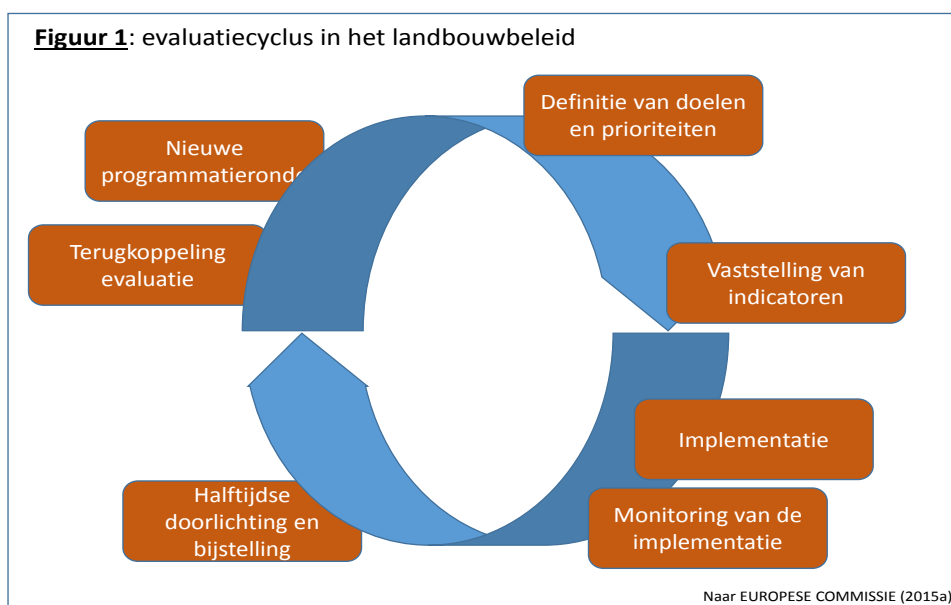 Figuur 1: evaluatiecyclus in het landbouwbeleid
Definitie van doelen
en prioriteiten
Vaststelling van
indicatoren
Implementatie
Monitoring van de
implementatie
Halftijdse
doorlichting en
bijstelling
Terugkoppeling
evaluatie
Nieuwe
programmatieronde
Naar EUROPESE COMMISSIE (2015a)